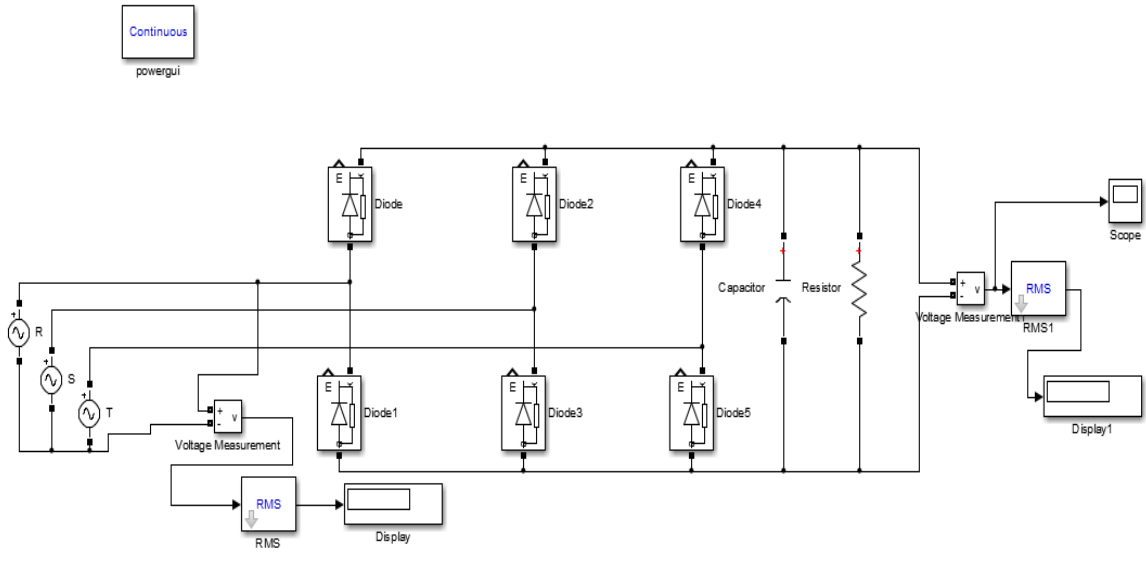 Continuous
powergui
E
Diode
E
Diode2
E
Diode4
Scope
Capacitor
Resistor
+
-
v
Voltage Measurement1
RMS
RMS1
+
R
+
S
+
T
+
-
v
Voltage Measurement
E
Diode1
E
Diode3
E
Diode5
Display1
RMS
RMS
Display